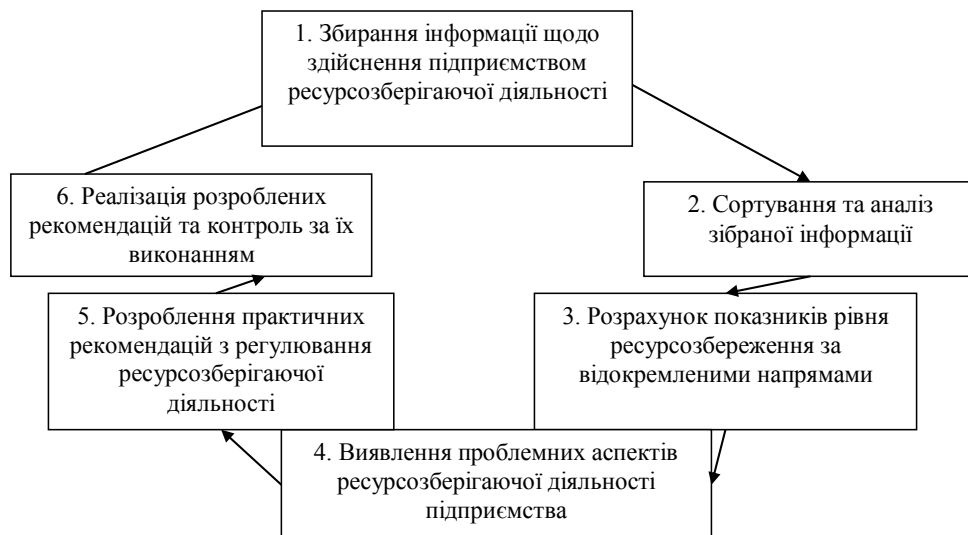 1. Збирання інформації щодо
здійснення підприємством
ресурсозберігаючої діяльності
2. Сортування та аналіз
зібраної інформації
3. Розрахунок показників рівня
ресурсозбереження за
відокремленими напрямами
4. Виявлення проблемних аспектів
ресурсозберігаючої діяльності
підприємства
5. Розроблення практичних
рекомендацій з регулювання
ресурсозберігаючої
діяльності
6. Реалізація розроблених
рекомендацій та контроль за їх
виконанням